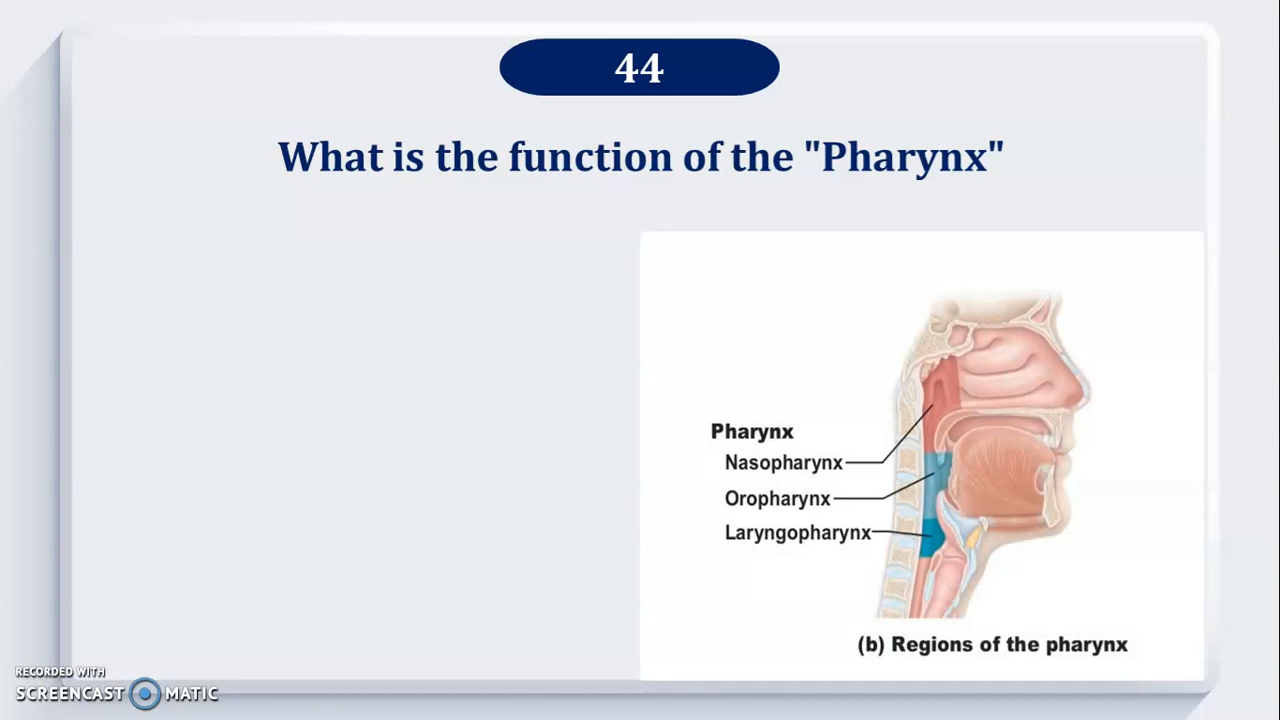 44
What is the function of the "Pharynx"
Pharynx
Nasopharynx
Oropharynx
Laryngopharynx
(b) Regions of the pharynx
RECORDED WITH
SCREENCAST MATIC